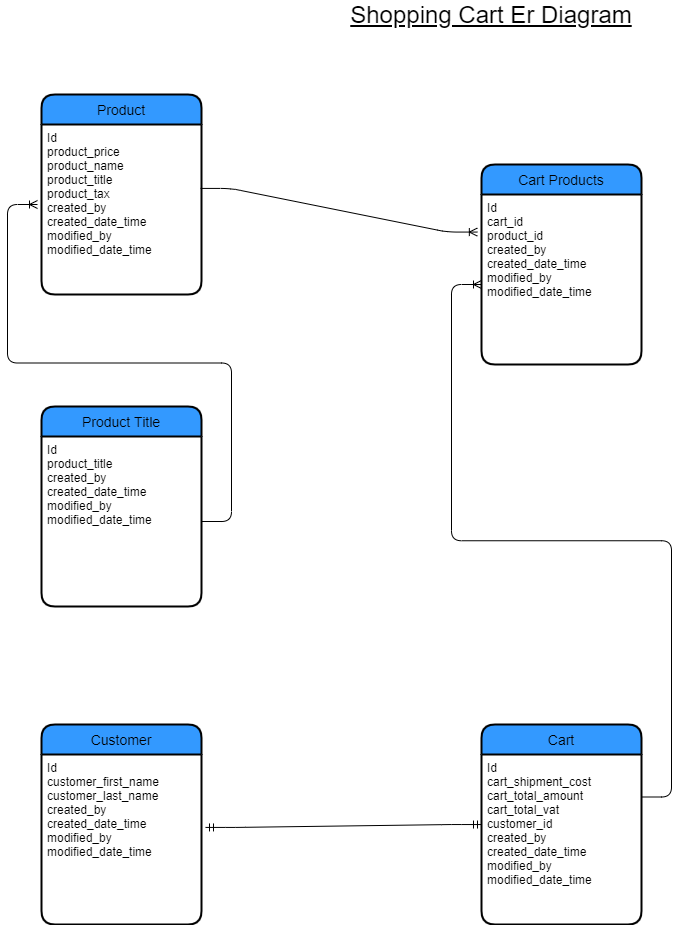 Shopping Cart Er Diagram
Product
Id
product_price
product_name
product_title
product_tax
created_by
created_date_time
modified_by
modified_date_time
Cart Products
Id
cart_id
product_id
created_by
created_date_time
modified_by
modified_date_time
Product Title
Id
product_title
created_by
created_date_time
modified_by
modified_date_time
Customer
Id
customer_first_name
customer_last_name
created_by
created_date_time
modified_by
modified_date_time
Cart
Id
cart_shipment_cost
cart_total_amount
cart_total_vat
customer_id
created_by
created_date_time
modified_by
modified_date_time